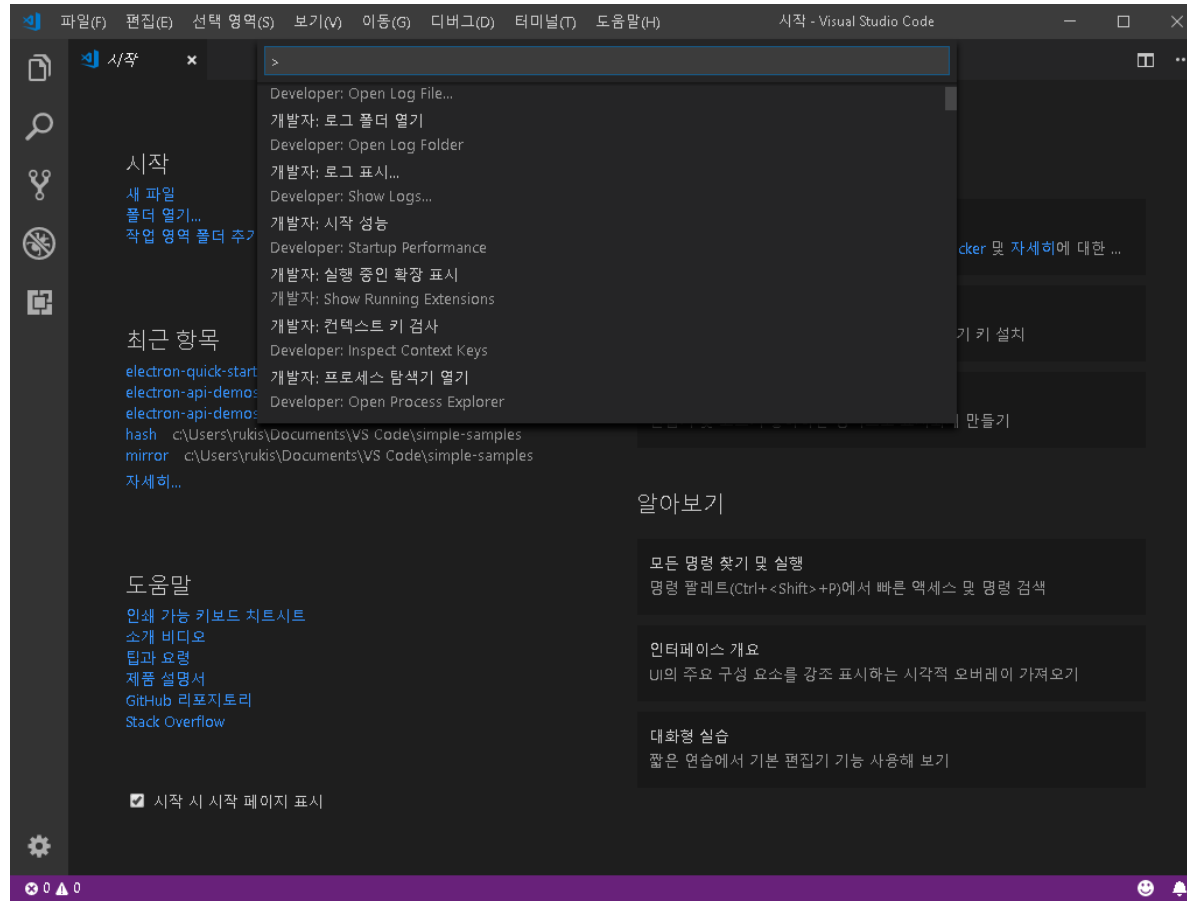 파일(F) 편집(E) 선택 영역(S) 보기(V) 이동(G) 디버그(D) 터미널(T) 도움말(H) 시작 - Visual Studio Code
시작
>
Developer: Open Log File...
개발자: 로그 폴더 열기
Developer: Open Log Folder
개발자: 로그 표시...
Developer: Show Logs...
개발자: 시작 성능
Developer: Startup Performance
개발자: 실행 중인 확장 표시
개발자: Show Running Extensions
개발자: 컨텍스트 키 검사
Developer: Inspect Context Keys
개발자: 프로세스 탐색기 열기
Developer: Open Process Explorer
시작
새 파일
폴더 열기...
작업 영역 폴더 추가
최근 항목
electron-quick-start
electron-api-demos
electron-api-demos
hash c:\Users\rukis\Documents\VS Code\simple-samples
mirror c:\Users\rukis\Documents\VS Code\simple-samples
자세히...
도움말
인쇄 가능 키보드 치트시트
소개 비디오
팁과 요령
제품 설명서
GitHub 리포지토리
Stack Overflow
시작 시 시작 페이지 표시
cker 및 자세히에 대한 ...
기 키 설치
만들기
알아보기
모든 명령 찾기 및 실행
명령 팔레트(Ctrl+<Shift>+P)에서 빠른 액세스 및 명령 검색
인터페이스 개요
UI의 주요 구성 요소를 강조 표시하는 시각적 오버레이 가져오기
대화형 실습
짧은 연습에서 기본 편집기 기능 사용해 보기
0 0